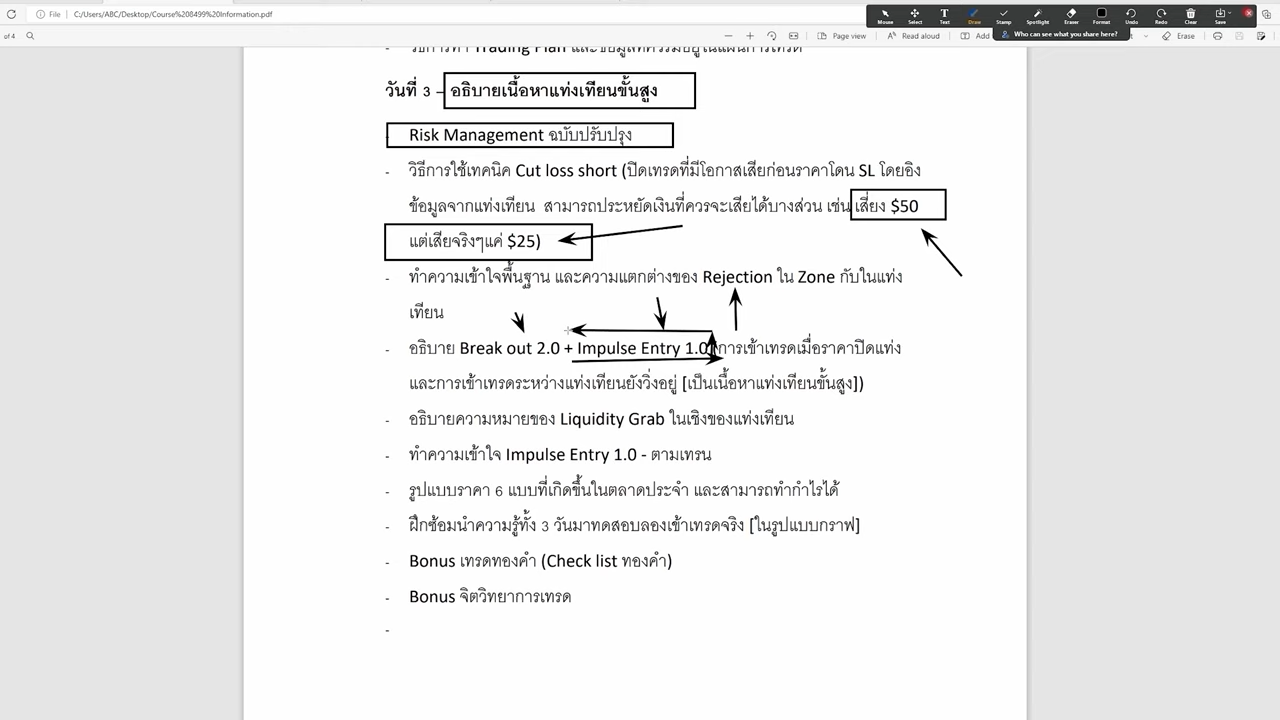 File
C:/Users/ABC/Desktop/Course%208499%20Information.pdf
Mouse Select Text Draw Stamp Spotlight Eraser Format Undo Redo Clear Save
Who can see what you share here?
of 4
Page view
Read aloud
Add
Erase
Trading Plan
วันที่ 3 – อธิบายเนื้อหาแท่งเทียนขั้นสูง
Risk Management ฉบับปรับปรุง
- วิธีการใช้เทคนิค Cut loss short (ปิดเทรดที่มีโอกาสเสียก่อนราคาโดน SL โดยอิง
ข้อมูลจากแท่งเทียน สามารถประหยัดเงินที่ควรจะเสียได้บางส่วน เช่น เสี่ยง $50
แต่เสียจริงๆแค่ $25)
- ทำความเข้าใจพื้นฐาน และความแตกต่างของ Rejection ใน Zone กับในแท่ง
เทียน
- อธิบาย Break out 2.0 + Impulse Entry 1.0 (การเข้าเทรดเมื่อราคาปิดแท่ง
และการเข้าเทรดระหว่างแท่งเทียนยังวิ่งอยู่ [เป็นเนื้อหาแท่งเทียนขั้นสูง])
- อธิบายความหมายของ Liquidity Grab ในเชิงของแท่งเทียน
- ทำความเข้าใจ Impulse Entry 1.0 - ตามเทรน
- รูปแบบราคา 6 แบบที่เกิดขึ้นในตลาดประจำ และสามารถทำกำไรได้
- ฝึกซ้อมนำความรู้ทั้ง 3 วันมาทดสอบลองเข้าเทรดจริง [ในรูปแบบกราฟ]
- Bonus เทรดทองคำ (Check list ทองคำ)
- Bonus จิตวิทยาการเทรด
-